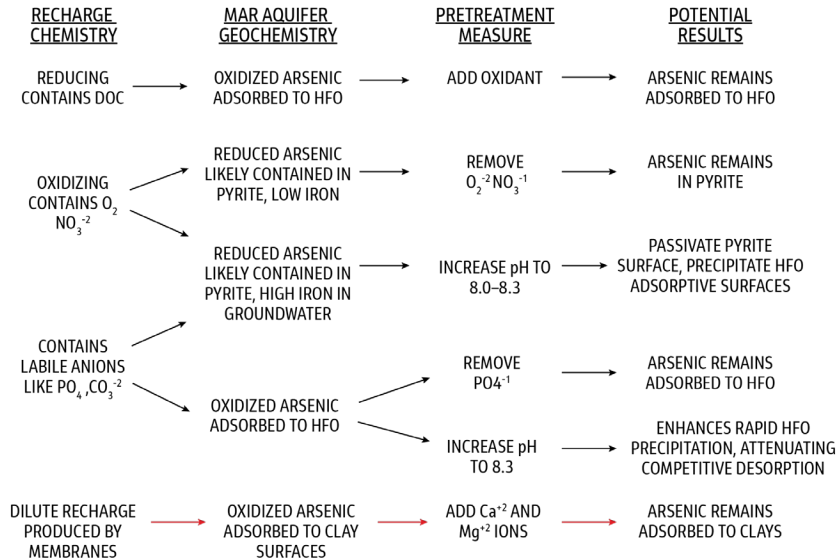 RECHARGE CHEMISTRY
MAR AQUIFER GEOCHEMISTRY
PRETREATMENT MEASURE
POTENTIAL RESULTS
REDUCING
CONTAINS DOC
OXIDIZED ARSENIC
ADSORBED TO HFO
ADD OXIDANT
ARSENIC REMAINS
ADSORBED TO HFO
OXIDIZING
CONTAINS O₂
NO₃⁻²
REDUCED ARSENIC
LIKELY CONTAINED IN
PYRITE, LOW IRON
REMOVE
O₂⁻² NO₃⁻¹
ARSENIC REMAINS
IN PYRITE
REDUCED ARSENIC
LIKELY CONTAINED IN
PYRITE, HIGH IRON IN
GROUNDWATER
INCREASE pH TO
8.0–8.3
PASSIVATE PYRITE
SURFACE, PRECIPITATE HFO
ADSORPTIVE SURFACES
CONTAINS
LABILE ANIONS
LIKE PO₄ ,CO₃⁻²
OXIDIZED ARSENIC
ADSORBED TO HFO
REMOVE
PO4⁻¹
ARSENIC REMAINS
ADSORBED TO HFO
INCREASE pH
TO 8.3
ENHANCES RAPID HFO
PRECIPITATION, ATTENUATING
COMPETITIVE DESORPTION
DILUTE RECHARGE
PRODUCED BY
MEMBRANES
OXIDIZED ARSENIC
ADSORBED TO CLAY
SURFACES
ADD Ca⁺² AND
Mg⁺² IONS
ARSENIC REMAINS
ADSORBED TO CLAYS